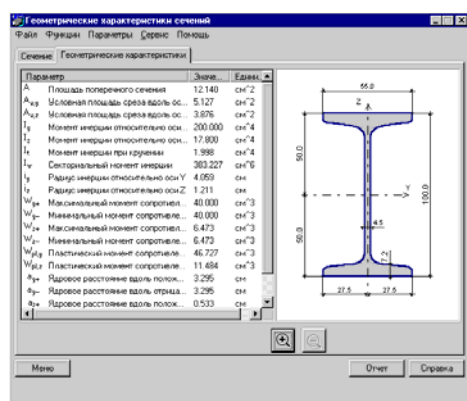 Геометрические характеристики сечений
Файл Функции Параметры Сервис Помощь
Сечение Геометрические характеристики
Параметр Значе... Едини...
A Площадь поперечного сечения 12.140 см^2
Av,y Условная площадь среза вдоль ос... 5.127 см^2
Av,z Условная площадь среза вдоль ос... 3.876 см^2
Iy Момент инерции относительно оси... 200.000 см^4
Iz Момент инерции относительно оси... 17.800 см^4
It Момент инерции при кручении 1.998 см^4
Iw Секториальный момент инерции 383.227 см^6
iy Радиус инерции относительно оси Y 4.059 см
iz Радиус инерции относительно оси Z 1.211 см
Wy+ Максимальный момент сопротивле... 40.000 см^3
Wy- Минимальный момент сопротивле... 40.000 см^3
Wz+ Максимальный момент сопротивл... 6.473 см^3
Wz- Минимальный момент сопротивле... 6.473 см^3
Wpl,y Пластический момент сопротивле... 46.727 см^3
Wpl,z Пластический момент сопротивле... 11.484 см^3
ay+ Ядровое расстояние вдоль полож... 3.295 см
ay- Ядровое расстояние вдоль отрица... 3.295 см
az+ Ядровое расстояние вдоль полож... 0.533 см
55.0
Z
50.0
Y
100.0
4.5
50.0
7.2
27.5 27.5
Меню Отчет Справка